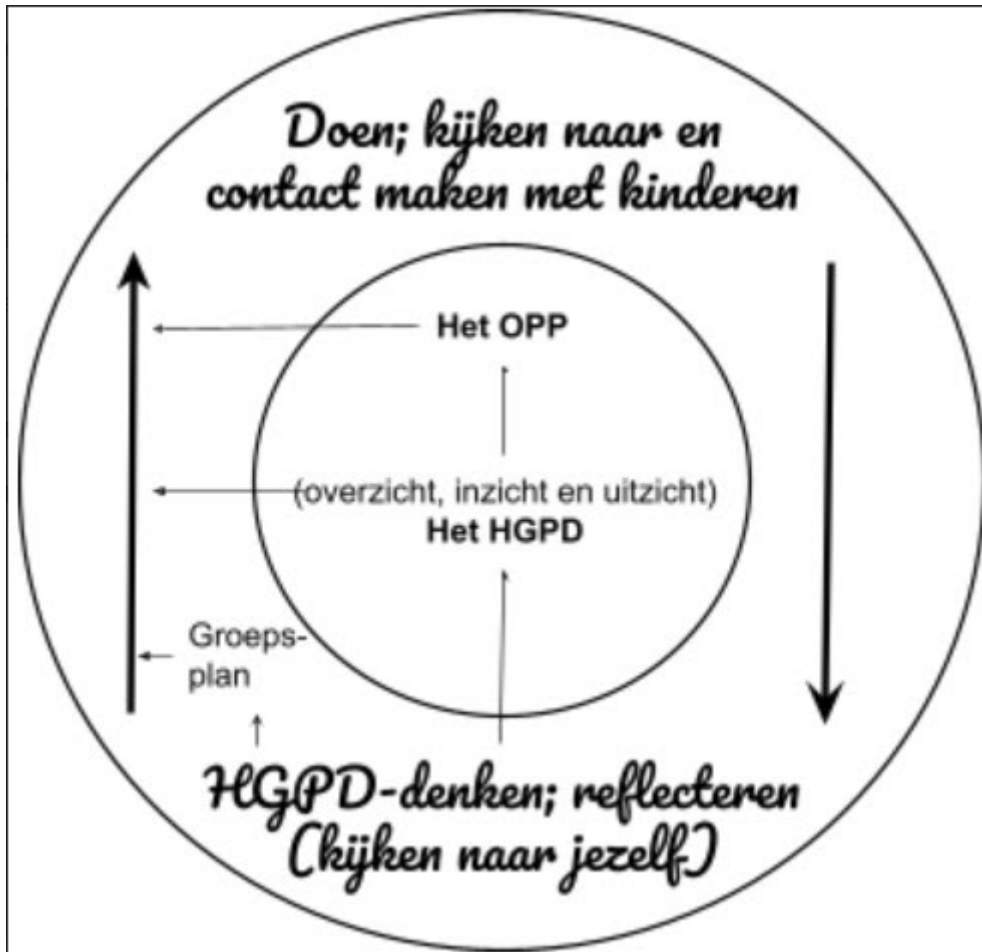 Doen; kijken naar en
contact maken met kinderen
Het OPP
(overzicht, inzicht en uitzicht)
Het HGPD
Groeps-
plan
HGPD-denken; reflecteren
(kijken naar jezelf)